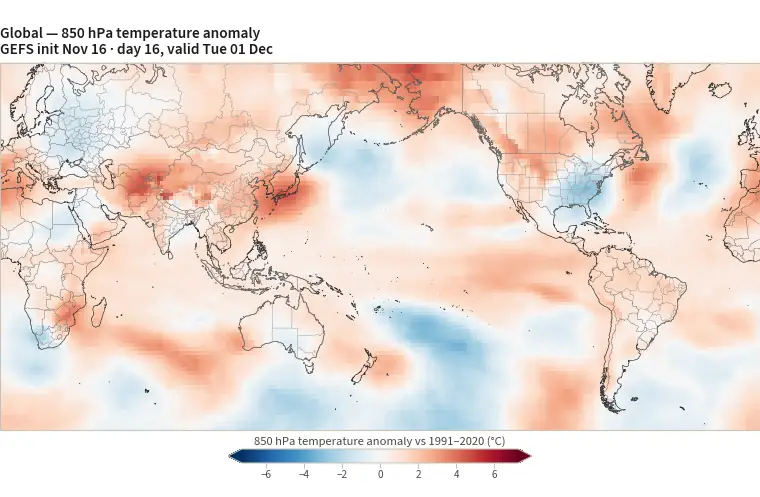 Global — 850 hPa temperature anomaly
GEFS init Nov 16 · day 16, valid Tue 01 Dec
850 hPa temperature anomaly vs 1991–2020 (°C)
−6 −4 −2 0 2 4 6